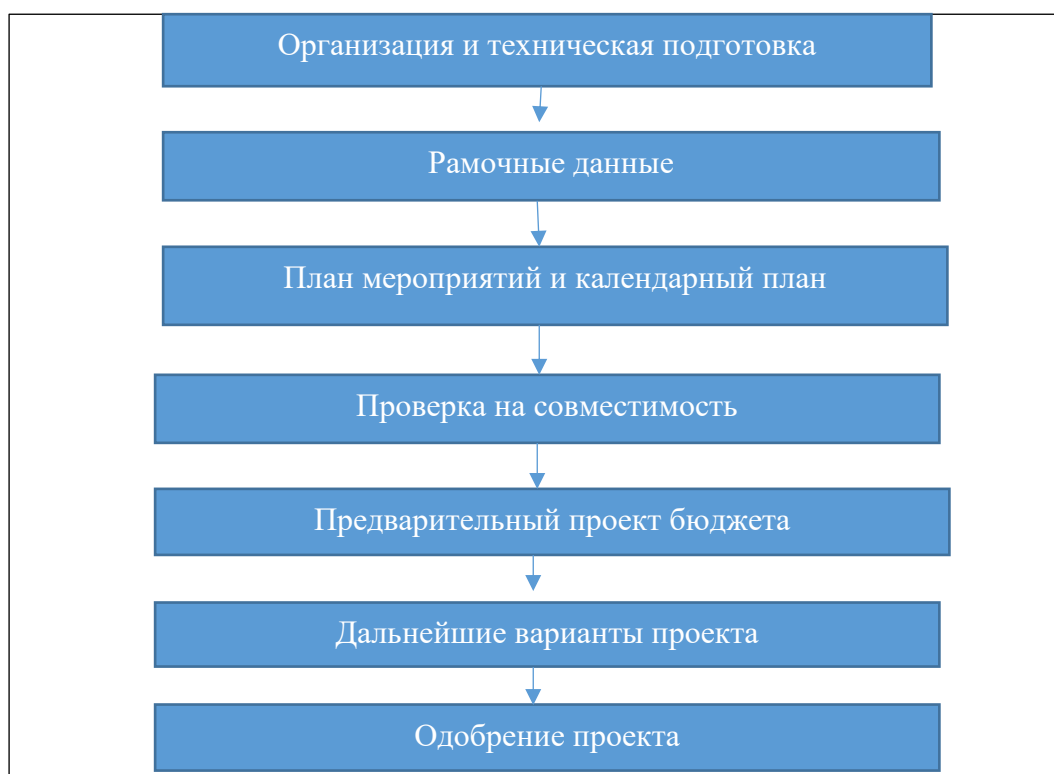 Организация и техническая подготовка
Рамочные данные
План мероприятий и календарный план
Проверка на совместимость
Предварительный проект бюджета
Дальнейшие варианты проекта
Одобрение проекта